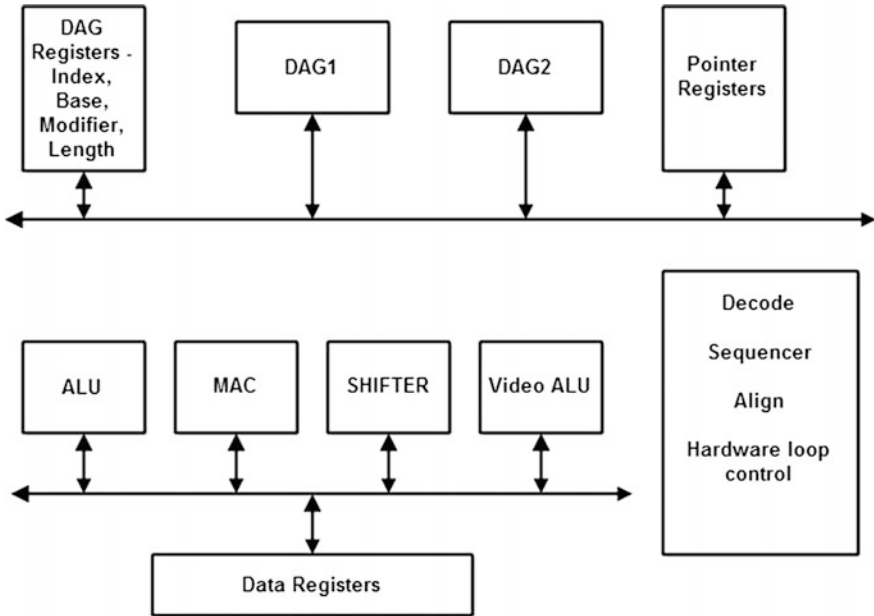 DAG
Registers -
Index,
Base,
Modifier,
Length
DAG1
DAG2
Pointer
Registers
ALU
MAC
SHIFTER
Video ALU
Decode
Sequencer
Align
Hardware loop
control
Data Registers